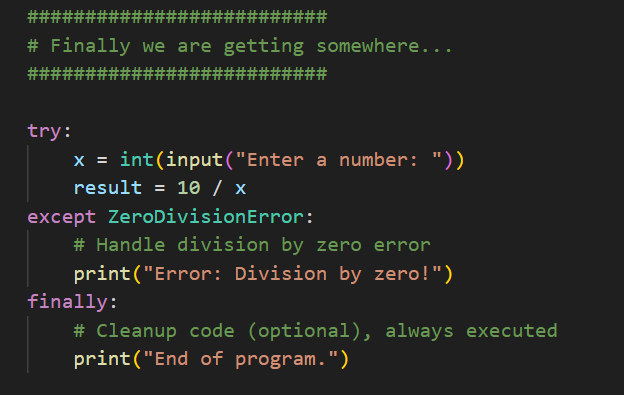 ##########################
# Finally we are getting somewhere...
##########################
try:
    x = int(input("Enter a number: "))
    result = 10 / x
except ZeroDivisionError:
    # Handle division by zero error
    print("Error: Division by zero!")
finally:
    # Cleanup code (optional), always executed
    print("End of program.")